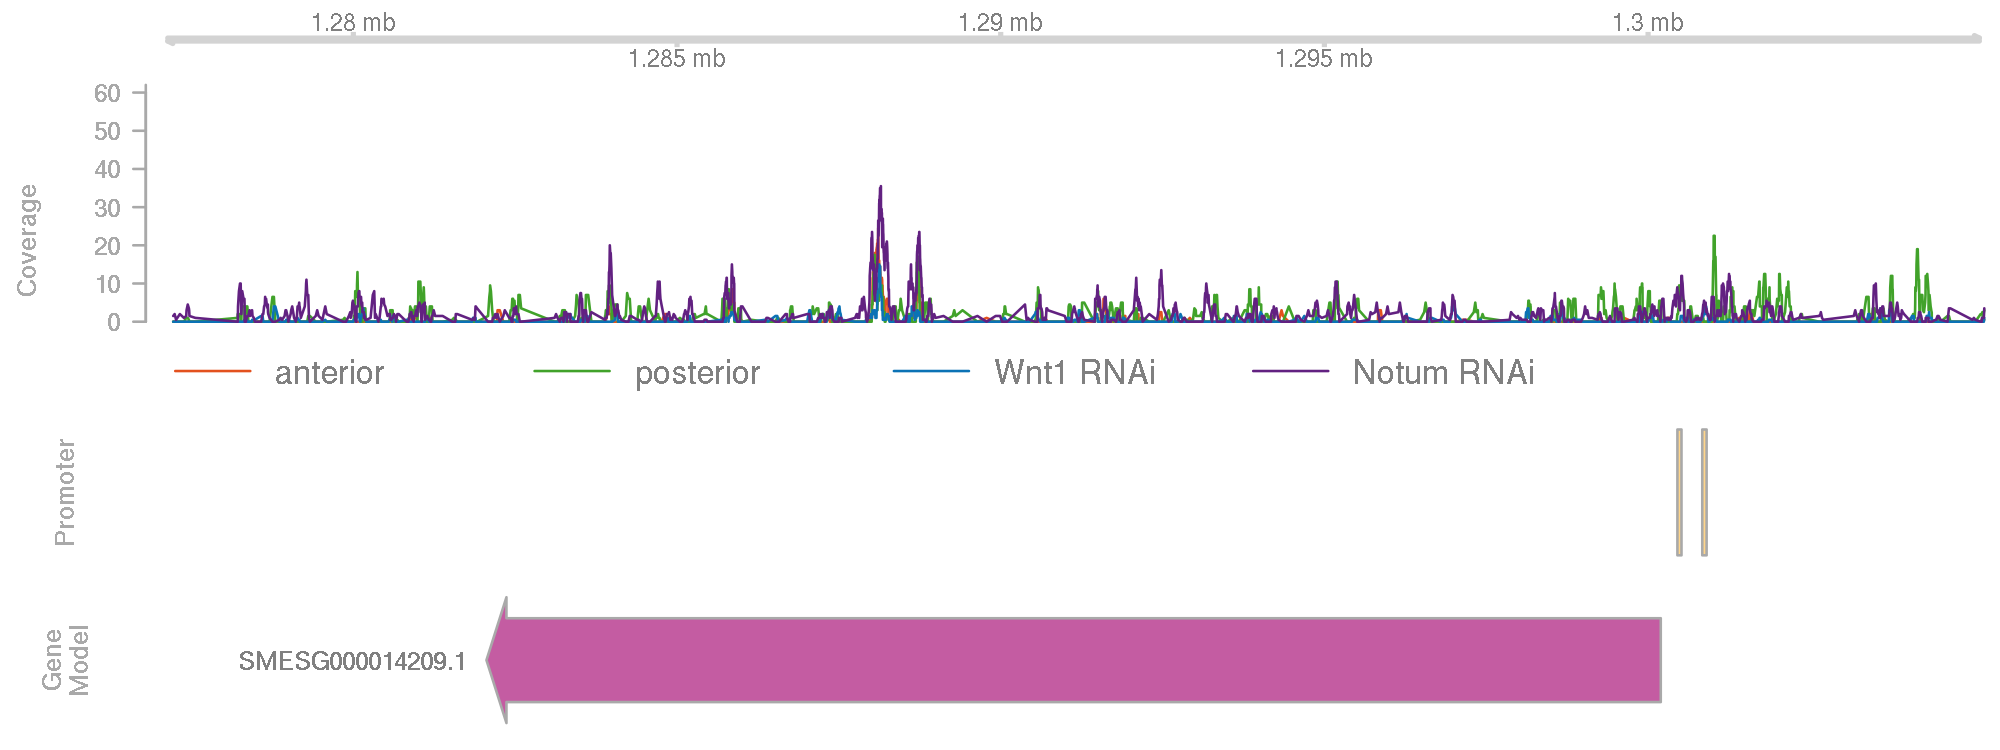 1.28 mb
1.29 mb
1.3 mb
1.285 mb
1.295 mb
60
50
40
30
20
10
0
Coverage
anterior
posterior
Wnt1 RNAi
Notum RNAi
Promoter
Gene
Model
SMESG000014209.1